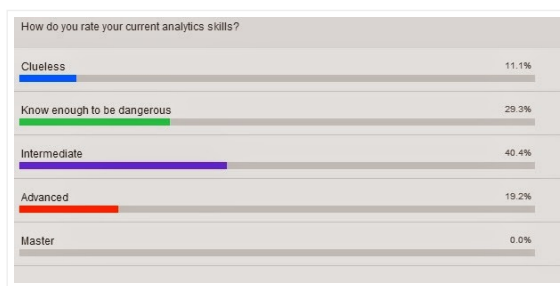 How do you rate your current analytics skills?
Clueless 11.1%
Know enough to be dangerous 29.3%
Intermediate 40.4%
Advanced 19.2%
Master 0.0%